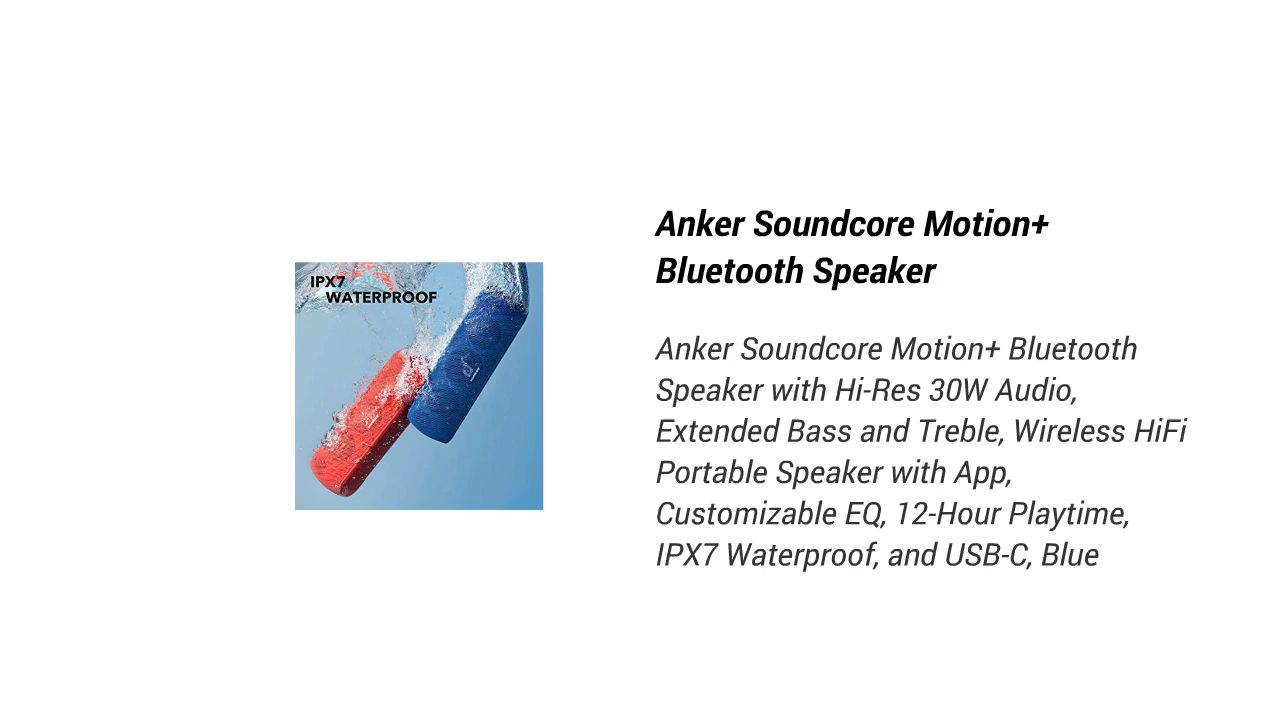 IPX7
WATERPROOF
Anker Soundcore Motion+
Bluetooth Speaker
Anker Soundcore Motion+ Bluetooth
Speaker with Hi-Res 30W Audio,
Extended Bass and Treble, Wireless HiFi
Portable Speaker with App,
Customizable EQ, 12-Hour Playtime,
IPX7 Waterproof, and USB-C, Blue